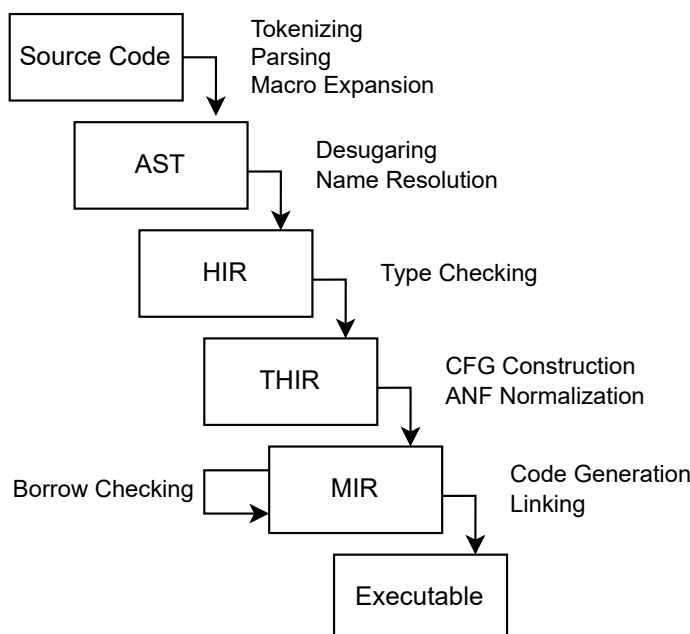 Source Code
Tokenizing
Parsing
Macro Expansion
AST
Desugaring
Name Resolution
HIR
Type Checking
THIR
CFG Construction
ANF Normalization
Borrow Checking
MIR
Code Generation
Linking
Executable